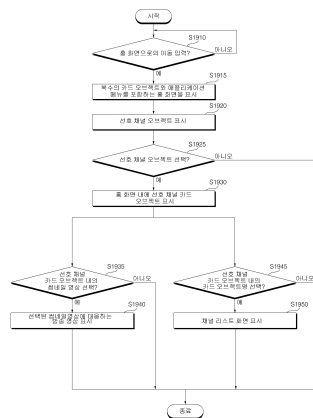 시작
S1910
홈 화면으로의 이동 입력?
아니오
예
S1915
복수의 카드 오브젝트와 애플리케이션
메뉴를 포함하는 홈 화면을 표시
S1920
선호 채널 오브젝트 표시
S1925
선호 채널 오브젝트 선택?
아니오
예
S1930
홈 화면 내에 선호 채널 카드
오브젝트 표시
S1935
선호 채널
카드 오브젝트 내의
썸네일 영상 선택?
아니오
예
S1940
선택된 썸네일영상에 대응하는
방송 영상 표시
S1945
선호 채널
카드 오브젝트 내의
카드 오브젝트명 선택?
아니오
예
S1950
채널 리스트 화면 표시
종료